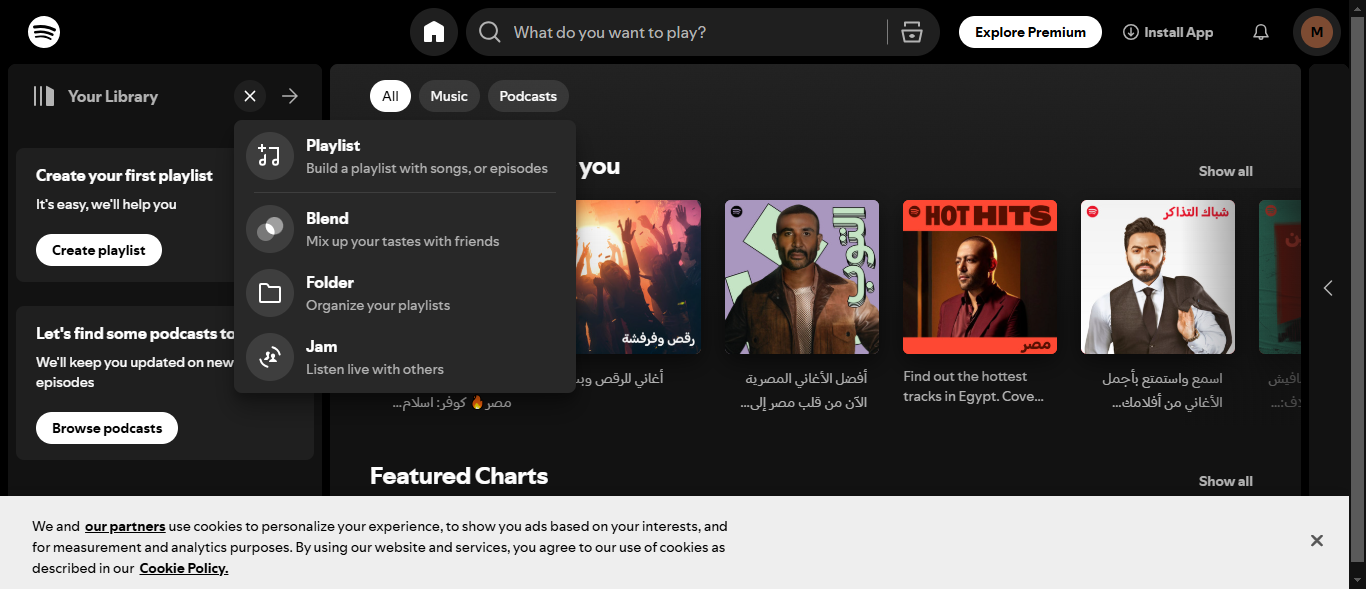 What do you want to play?
Explore Premium
Install App
M
Your Library
All
Music
Podcasts
Playlist
Build a playlist with songs, or episodes
Blend
Mix up your tastes with friends
Folder
Organize your playlists
Jam
Listen live with others
Create your first playlist
It's easy, we'll help you
Create playlist
Let's find some podcasts to
We'll keep you updated on new
episodes
Browse podcasts
you
Show all
رقص وفرفشة
التوب
HOT HITS
مصر
شباك التذاكر
أغاني للرقص
مصر🔥 كوفر: اسلام...
أفضل الأغاني المصرية
الآن من قلب مصر إلى...
Find out the hottest
tracks in Egypt. Cove...
اسمع واستمتع بأجمل
الأغاني من أفلامك...
Featured Charts
Show all
We and our partners use cookies to personalize your experience, to show you ads based on your interests, and
for measurement and analytics purposes. By using our website and services, you agree to our use of cookies as
described in our Cookie Policy.